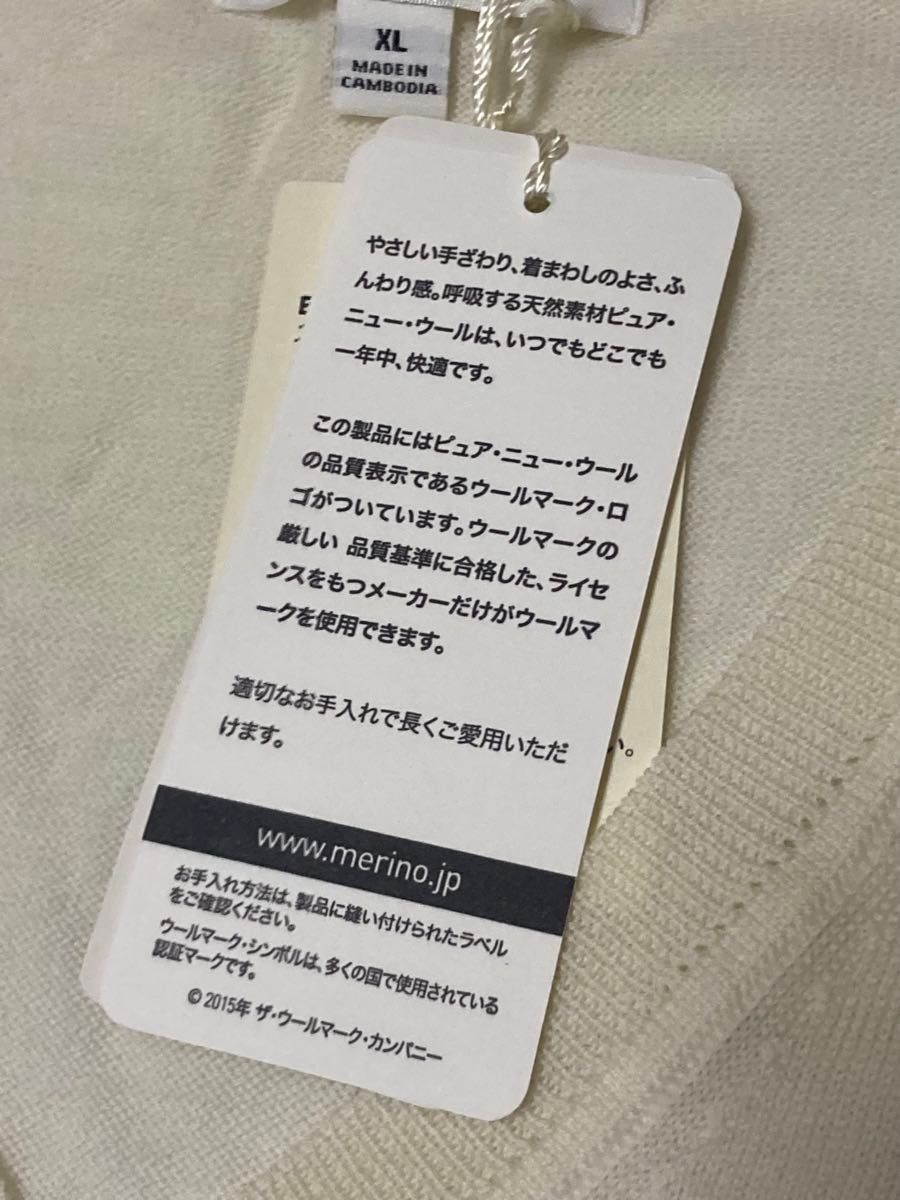 XL
MADE IN
CAMBODIA
やさしい手ざわり、着まわしのよさ、ふ
んわり感。呼吸する天然素材ピュア・
ニュー・ウールは、いつでもどこでも
一年中、快適です。
この製品にはピュア・ニュー・ウール
の品質表示であるウールマーク・ロ
ゴがついています。ウールマークの
厳しい 品質基準に合格した、ライセ
ンスをもつメーカーだけがウールマ
ークを使用できます。
適切なお手入れで長くご愛用いただ
けます。
い。
www.merino.jp
お手入れ方法は、製品に縫い付けられたラベル
をご確認ください。
ウールマーク・シンボルは、多くの国で使用されている
認証マークです。
© 2015年 ザ・ウールマーク・カンパニー